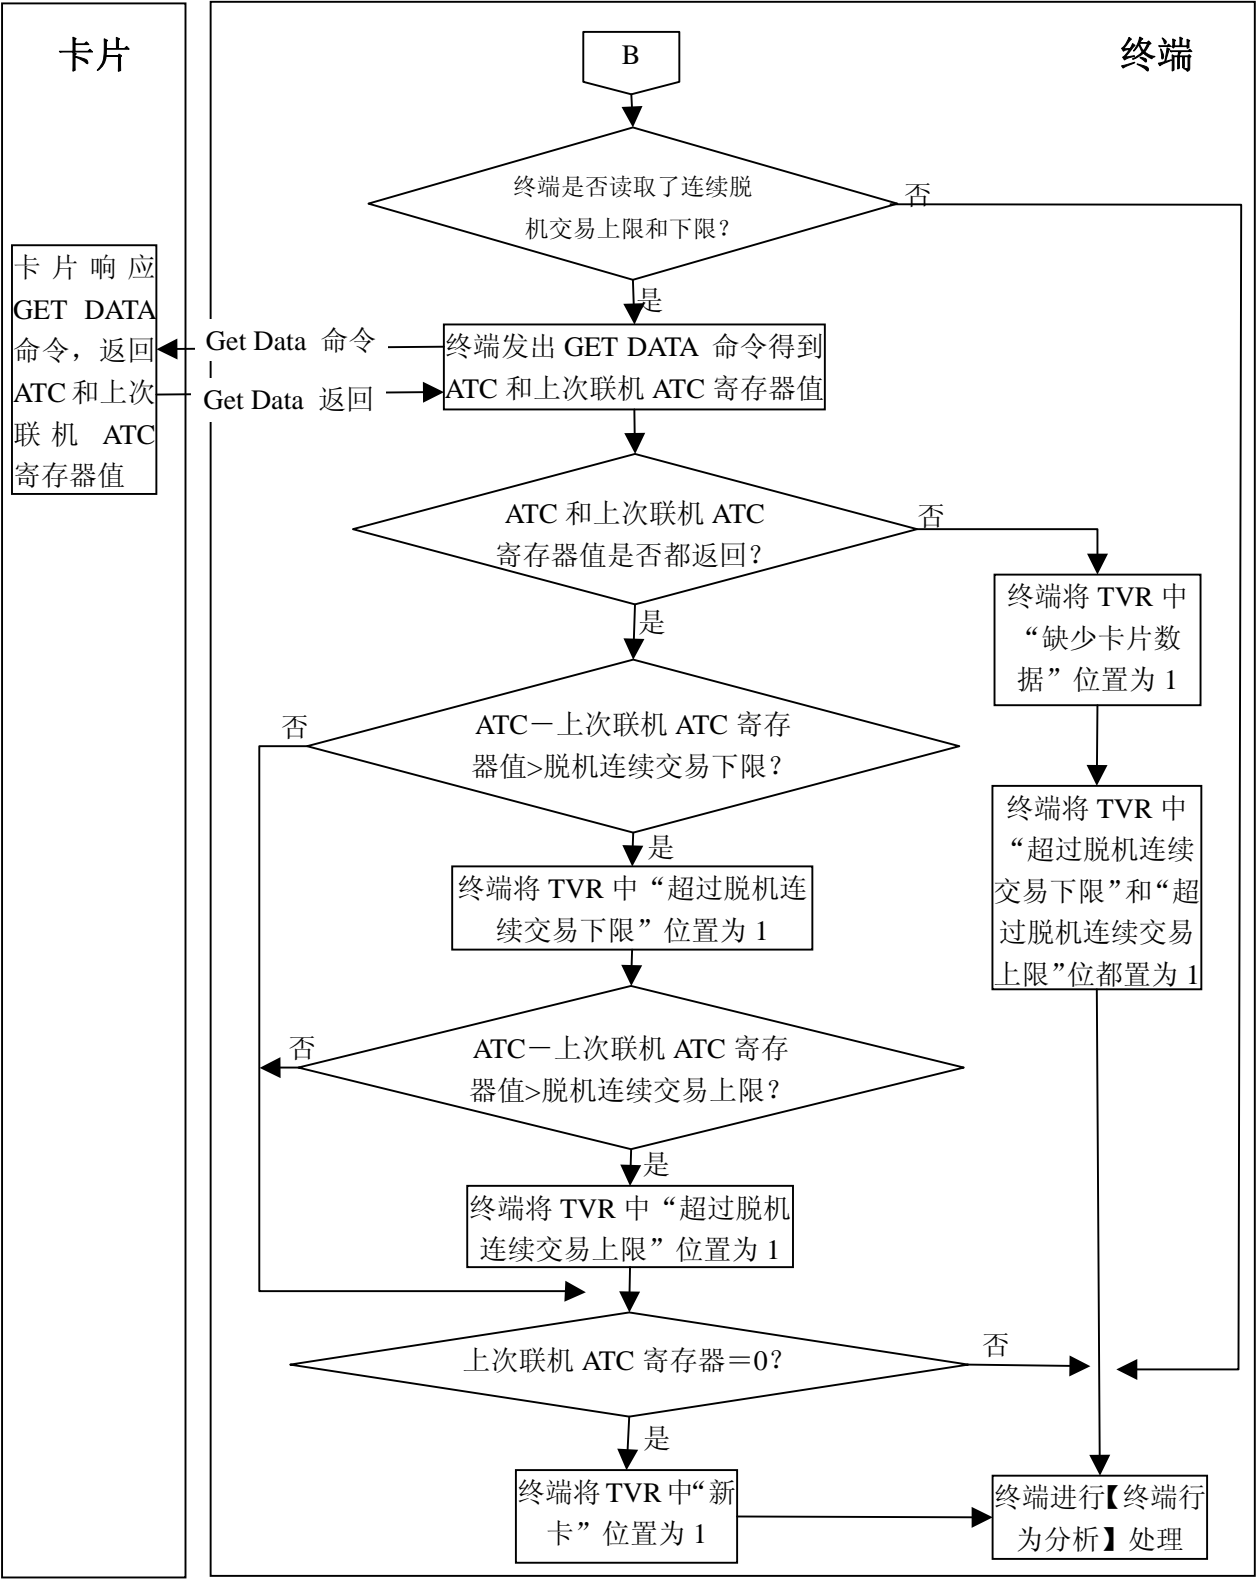 卡片
终端
B
终端是否读取了连续脱
机交易上限和下限？
否
是
卡片响应
GET DATA
命令，返回
ATC 和上次
联机 ATC
寄存器值
Get Data 命令
Get Data 返回
终端发出 GET DATA 命令得到
ATC 和上次联机 ATC 寄存器值
ATC 和上次联机 ATC
寄存器值是否都返回？
否
是
终端将 TVR 中
“缺少卡片数
据”位置为 1
ATC－上次联机 ATC 寄存
器值>脱机连续交易下限？
否
是
终端将 TVR 中
“超过脱机连续
交易下限”和“超
过脱机连续交易
上限”位都置为 1
终端将 TVR 中“超过脱机连
续交易下限”位置为 1
ATC－上次联机 ATC 寄存
器值>脱机连续交易上限？
否
是
终端将 TVR 中“超过脱机
连续交易上限”位置为 1
上次联机 ATC 寄存器＝0？
否
是
终端将 TVR 中“新
卡”位置为 1
终端进行【终端行
为分析】处理